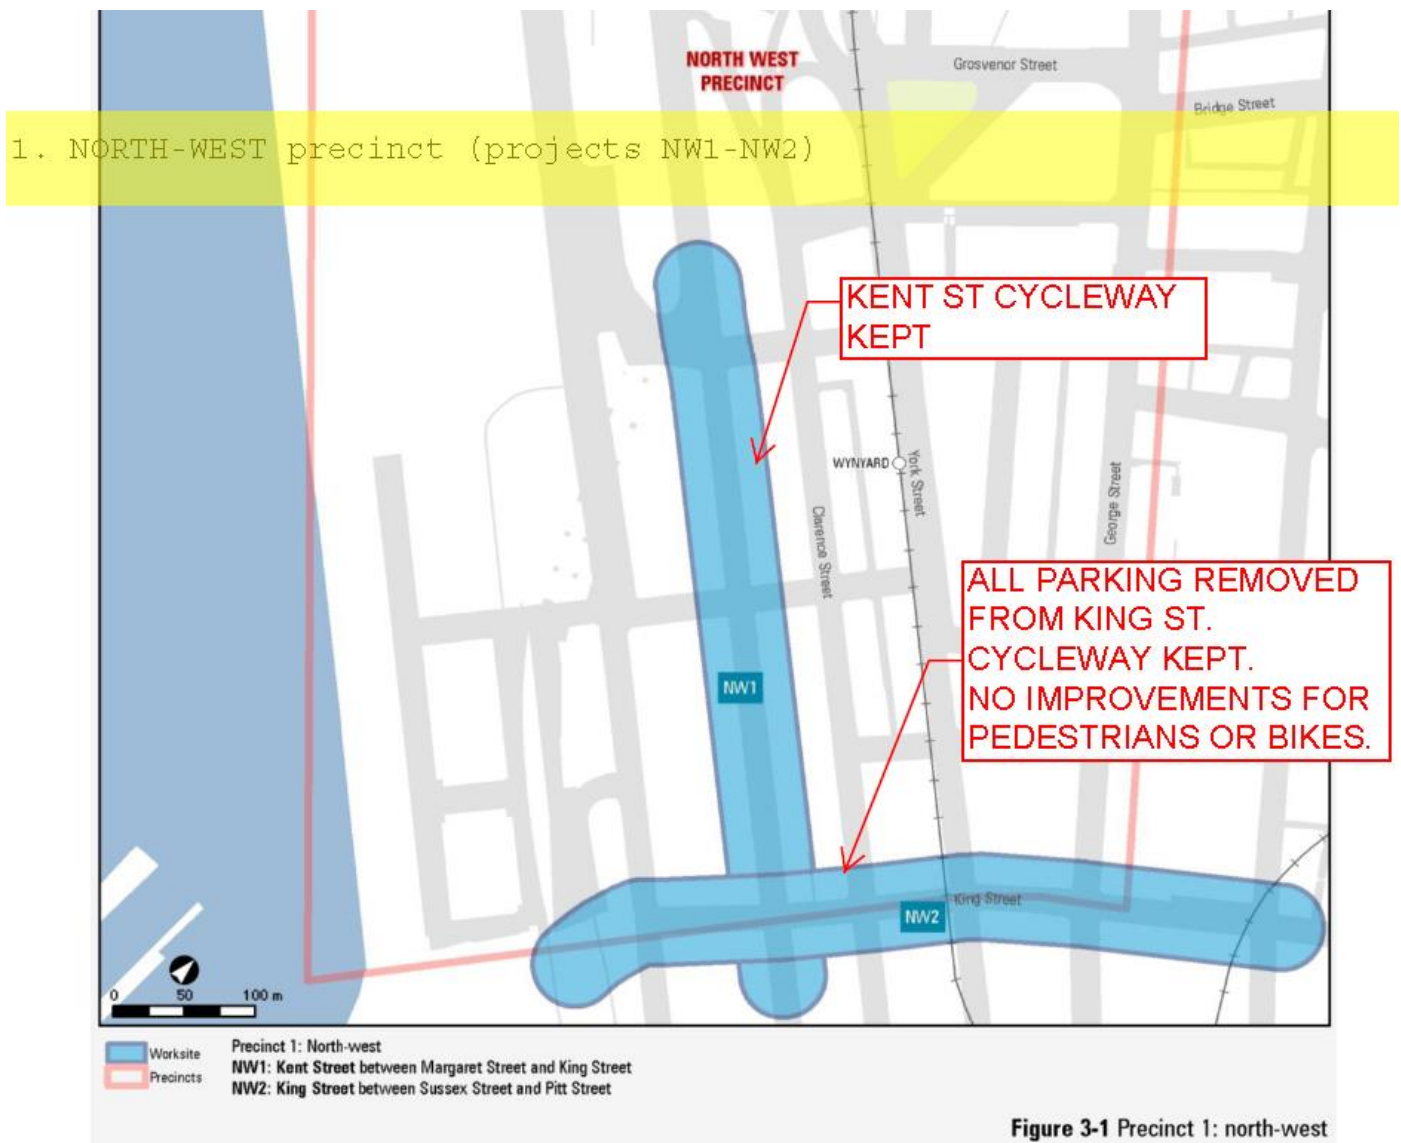 NORTH WEST
PRECINCT
Grosvenor Street
Bridge Street
1. NORTH-WEST precinct (projects NW1-NW2)
KENT ST CYCLEWAY
KEPT
WYNYARD
York Street
George Street
Clarence Street
ALL PARKING REMOVED
FROM KING ST.
CYCLEWAY KEPT.
NO IMPROVEMENTS FOR
PEDESTRIANS OR BIKES.
NW1
King Street
NW2
0 50 100 m
Worksite
Precincts
Precinct 1: North-west
NW1: Kent Street between Margaret Street and King Street
NW2: King Street between Sussex Street and Pitt Street
Figure 3-1 Precinct 1: north-west